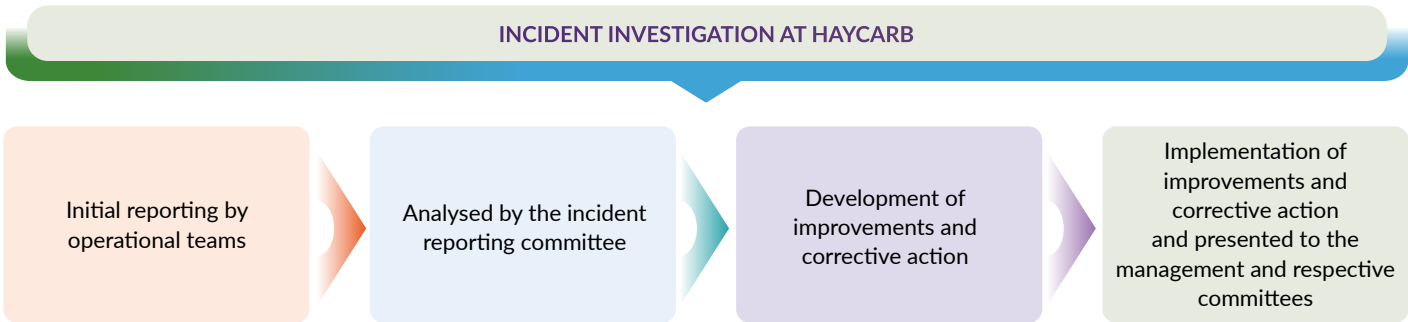 INCIDENT INVESTIGATION AT HAYCARB
Initial reporting by
operational teams
Analysed by the incident
reporting committee
Development of
improvements and
corrective action
Implementation of
improvements and
corrective action
and presented to the
management and respective
committees